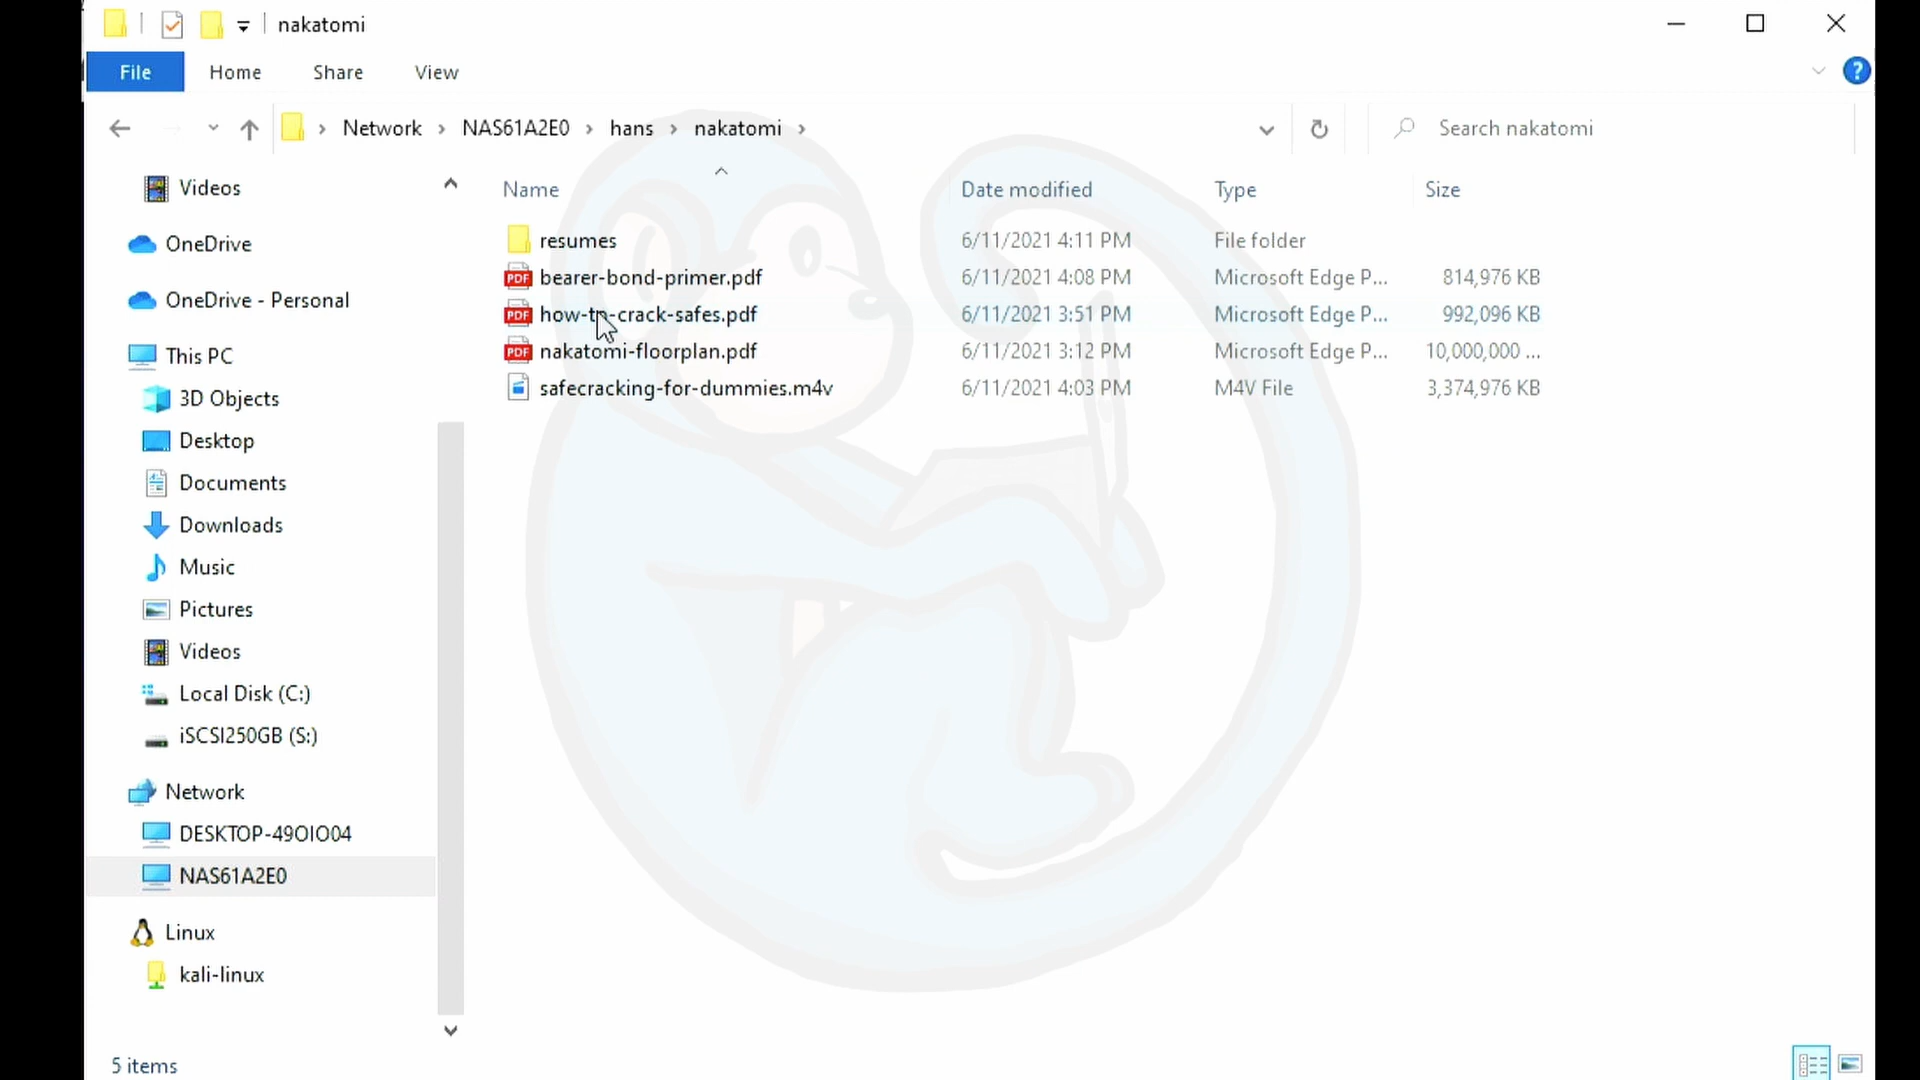 nakatomi
File Home Share View
Network NAS61A2E0 hans nakatomi Search nakatomi
Name Date modified Type Size
resumes 6/11/2021 4:11 PM File folder
bearer-bond-primer.pdf 6/11/2021 4:08 PM Microsoft Edge P... 814,976 KB
how-to-crack-safes.pdf 6/11/2021 3:51 PM Microsoft Edge P... 992,096 KB
nakatomi-floorplan.pdf 6/11/2021 3:12 PM Microsoft Edge P... 10,000,000 ...
safecracking-for-dummies.m4v 6/11/2021 4:03 PM M4V File 3,374,976 KB
Videos
OneDrive
OneDrive - Personal
This PC
3D Objects
Desktop
Documents
Downloads
Music
Pictures
Videos
Local Disk (C:)
iSCSI250GB (S:)
Network
DESKTOP-49OIO04
NAS61A2E0
Linux
kali-linux
5 items